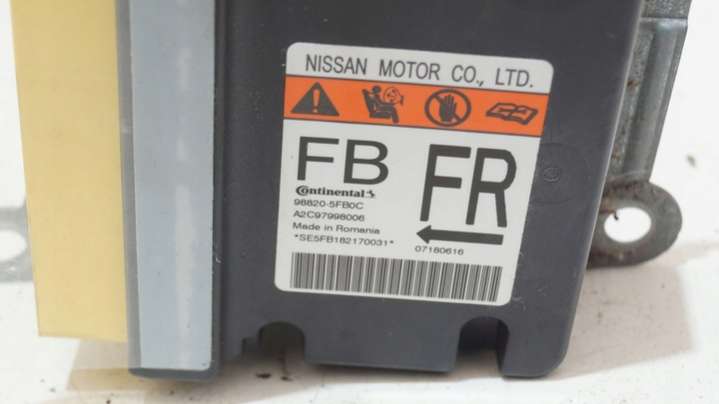 NISSAN MOTOR CO., LTD.
FB
FR
Continental
98820-5FB0C
A2C97998006
Made in Romania
*SE5FB182170031*
07180616